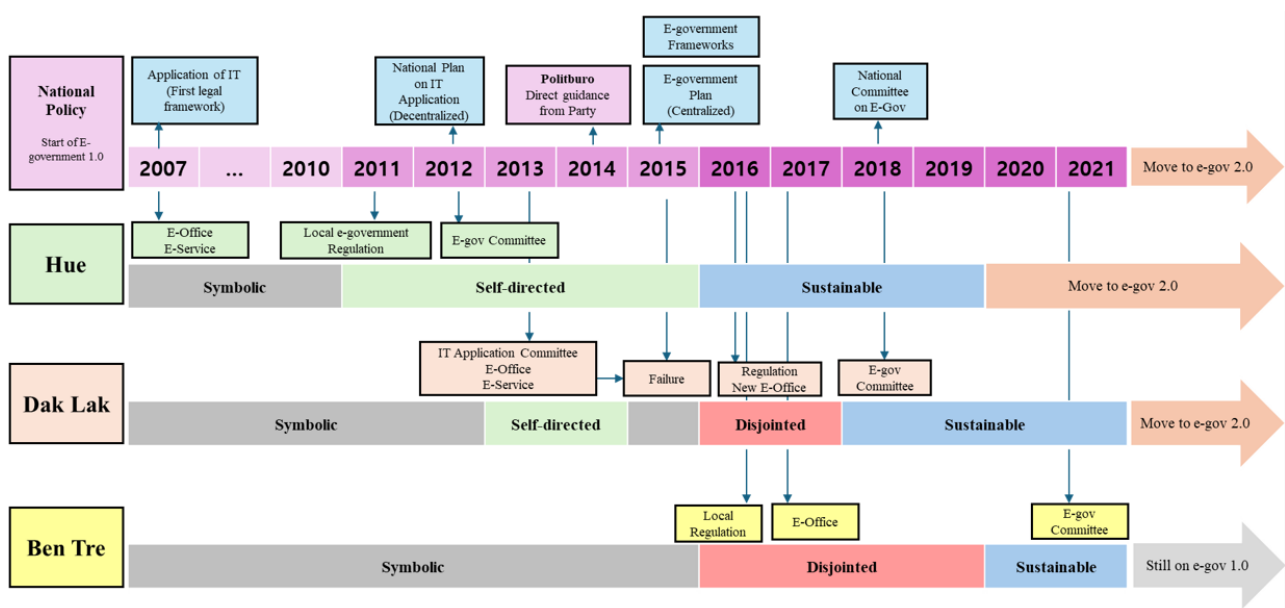 E-government
Frameworks
National
Policy
Start of E-
government 1.0
Application of IT
(First legal
framework)
National Plan
on IT
Application
(Decentralized)
Politburo
Direct guidance
from Party
E-government
Plan
(Centralized)
National
Committee
on E-Gov
2007
...
2010
2011
2012
2013
2014
2015
2016
2017
2018
2019
2020
2021
Move to e-gov 2.0
Hue
E-Office
E-Service
Local e-government
Regulation
E-gov Committee
Symbolic
Self-directed
Sustainable
Move to e-gov 2.0
Dak Lak
IT Application Committee
E-Office
E-Service
Failure
Regulation
New E-Office
E-gov
Committee
Symbolic
Self-directed
Disjointed
Sustainable
Move to e-gov 2.0
Ben Tre
Local
Regulation
E-Office
E-gov
Committee
Symbolic
Disjointed
Sustainable
Still on e-gov 1.0